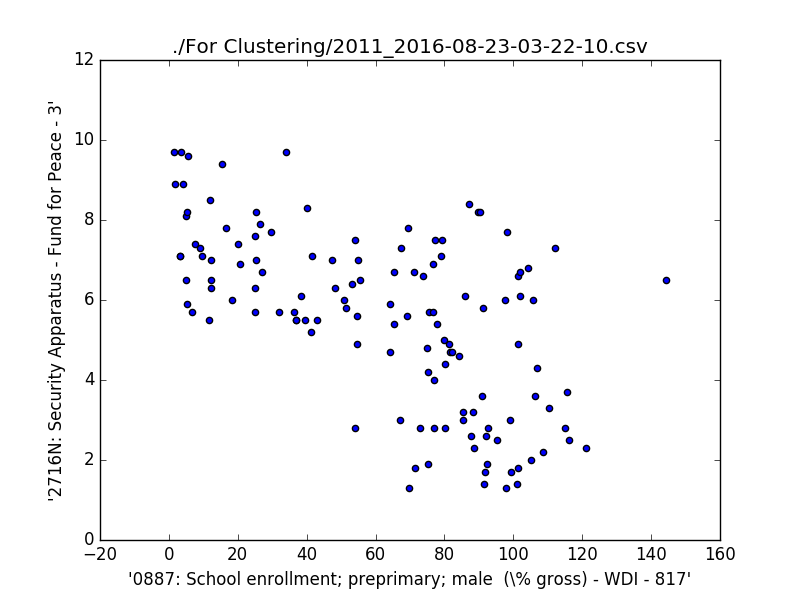 ./For Clustering/2011_2016-08-23-03-22-10.csv
'2716N: Security Apparatus - Fund for Peace - 3'
12
10
8
6
4
2
0
−20 0 20 40 60 80 100 120 140 160
'0887: School enrollment; preprimary; male (\% gross) - WDI - 817'